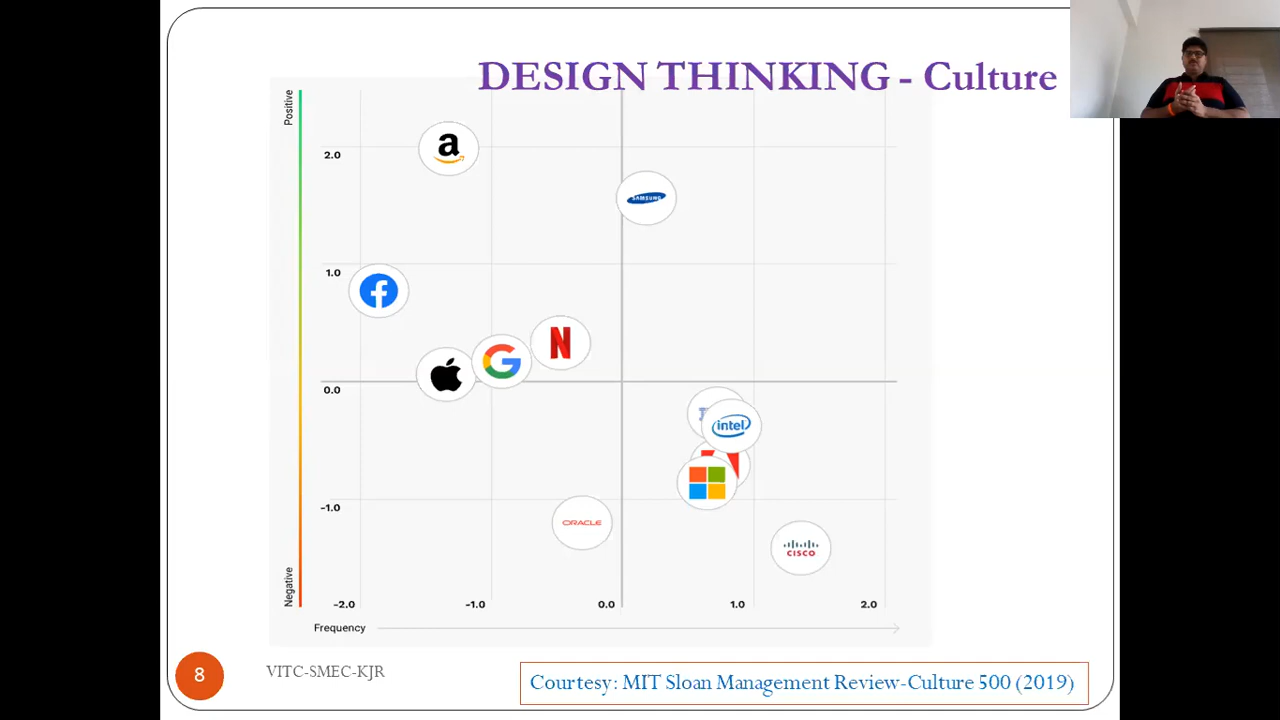 DESIGN THINKING - Culture
Positive
2.0
a
SAMSUNG
1.0
f
N
G
0.0
intel
-1.0
ORACLE
CISCO
Negative
-2.0 -1.0 0.0 1.0 2.0
Frequency
8
VITC-SMEC-KJR
Courtesy: MIT Sloan Management Review-Culture 500 (2019)